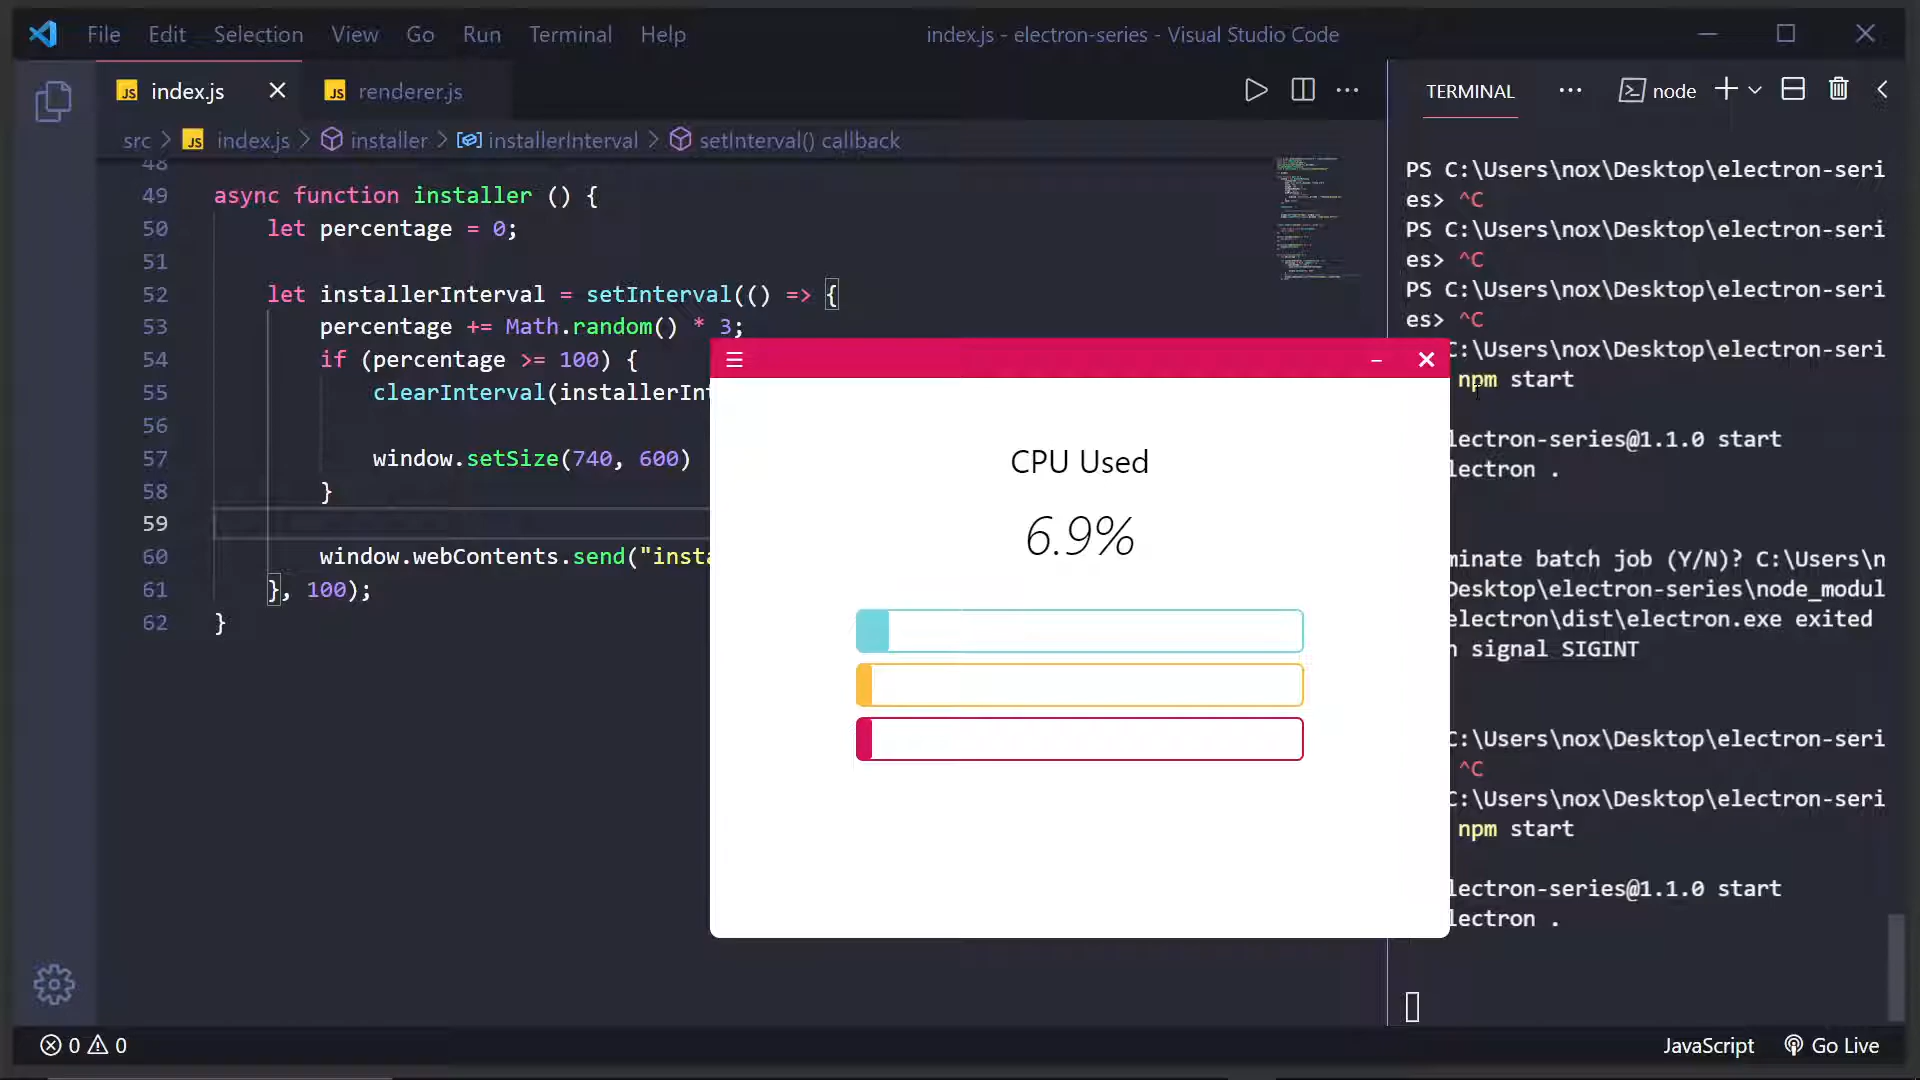 File Edit Selection View Go Run Terminal Help
index.js - electron-series - Visual Studio Code
JS index.js
JS renderer.js
src > JS index.js > installer > installerInterval > setInterval() callback
48
49 async function installer () {
50 let percentage = 0;
51
52 let installerInterval = setInterval(() => {
53 percentage += Math.random() * 3;
54 if (percentage >= 100) {
55 clearInterval(installerInt
56
57 window.setSize(740, 600)
58 }
59
60 window.webContents.send("insta
61 }, 100);
62 }
CPU Used
6.9%
TERMINAL
node
PS C:\Users\nox\Desktop\electron-seri
es> ^C
PS C:\Users\nox\Desktop\electron-seri
es> ^C
PS C:\Users\nox\Desktop\electron-seri
es> ^C
C:\Users\nox\Desktop\electron-seri
npm start
lectron-series@1.1.0 start
lectron .
minate batch job (Y/N)? C:\Users\n
Desktop\electron-series\node_modul
electron\dist\electron.exe exited
h signal SIGINT
C:\Users\nox\Desktop\electron-seri
^C
C:\Users\nox\Desktop\electron-seri
npm start
lectron-series@1.1.0 start
lectron .
0 0
JavaScript
Go Live